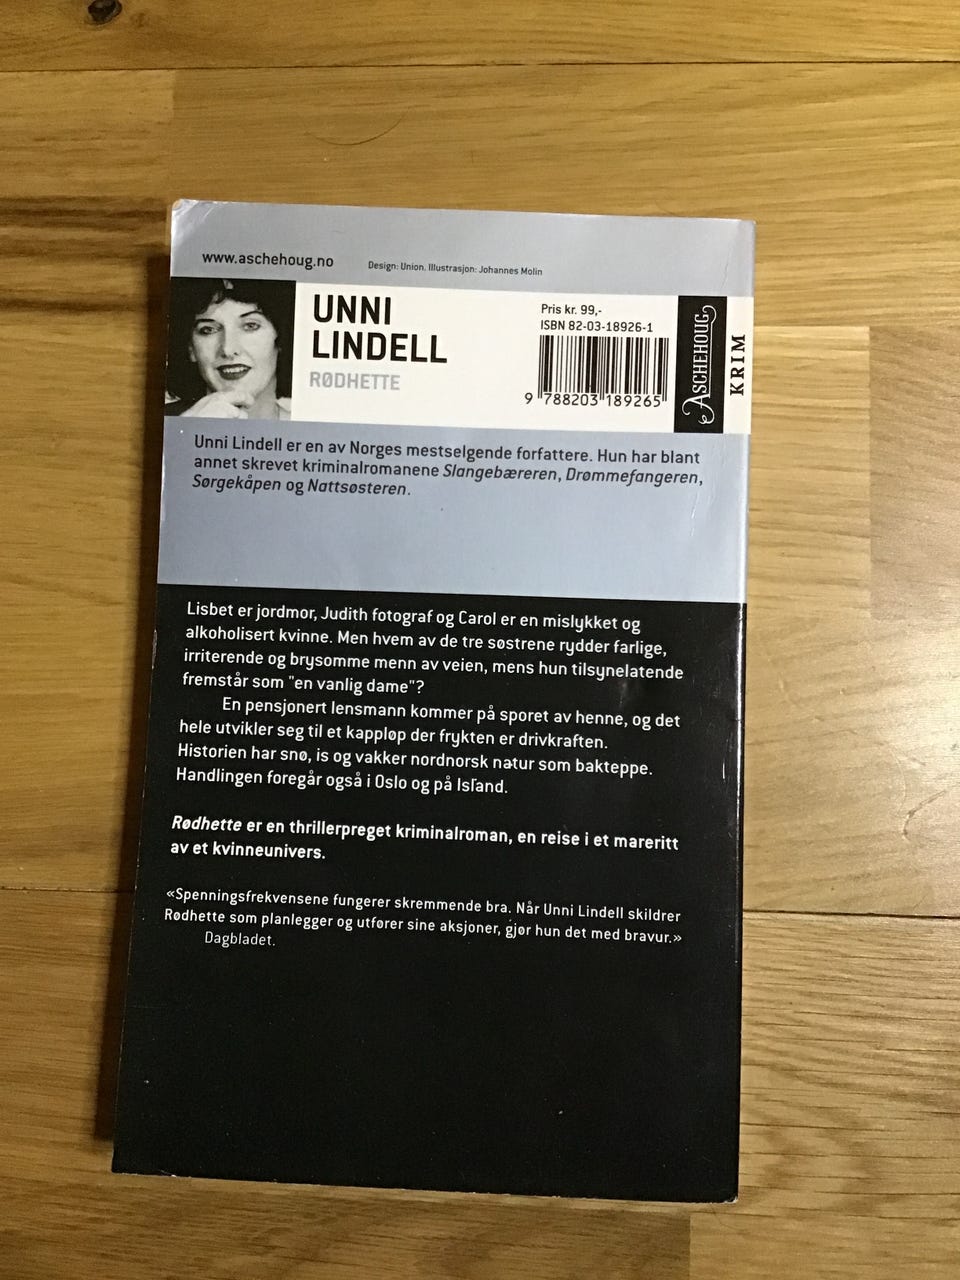 www.aschehoug.no
Design: Union. Illustrasjon: Johannes Molin
UNNI
LINDELL
RØDHETTE
Pris kr. 99,-
ISBN 82-03-18926-1
9 788203 189265
ASCHEHOUG
KRIM
Unni Lindell er en av Norges mestselgende forfattere. Hun har blant
annet skrevet kriminalromanene Slangebæreren, Drømmefangeren,
Sørgekåpen og Nattsøsteren.
Lisbet er jordmor, Judith fotograf og Carol er en mislykket og
alkoholisert kvinne. Men hvem av de tre søstrene rydder farlige,
irriterende og brysomme menn av veien, mens hun tilsynelatende
fremstår som "en vanlig dame"?
En pensjonert lensmann kommer på sporet av henne, og det
hele utvikler seg til et kappløp der frykten er drivkraften.
Historien har snø, is og vakker nordnorsk natur som bakteppe.
Handlingen foregår også i Oslo og på Island.
Rødhette er en thrillerpreget kriminalroman, en reise i et mareritt
av et kvinneunivers.
«Spenningsfrekvensene fungerer skremmende bra. Når Unni Lindell skildrer
Rødhette som planlegger og utfører sine aksjoner, gjør hun det med bravur.»
Dagbladet.